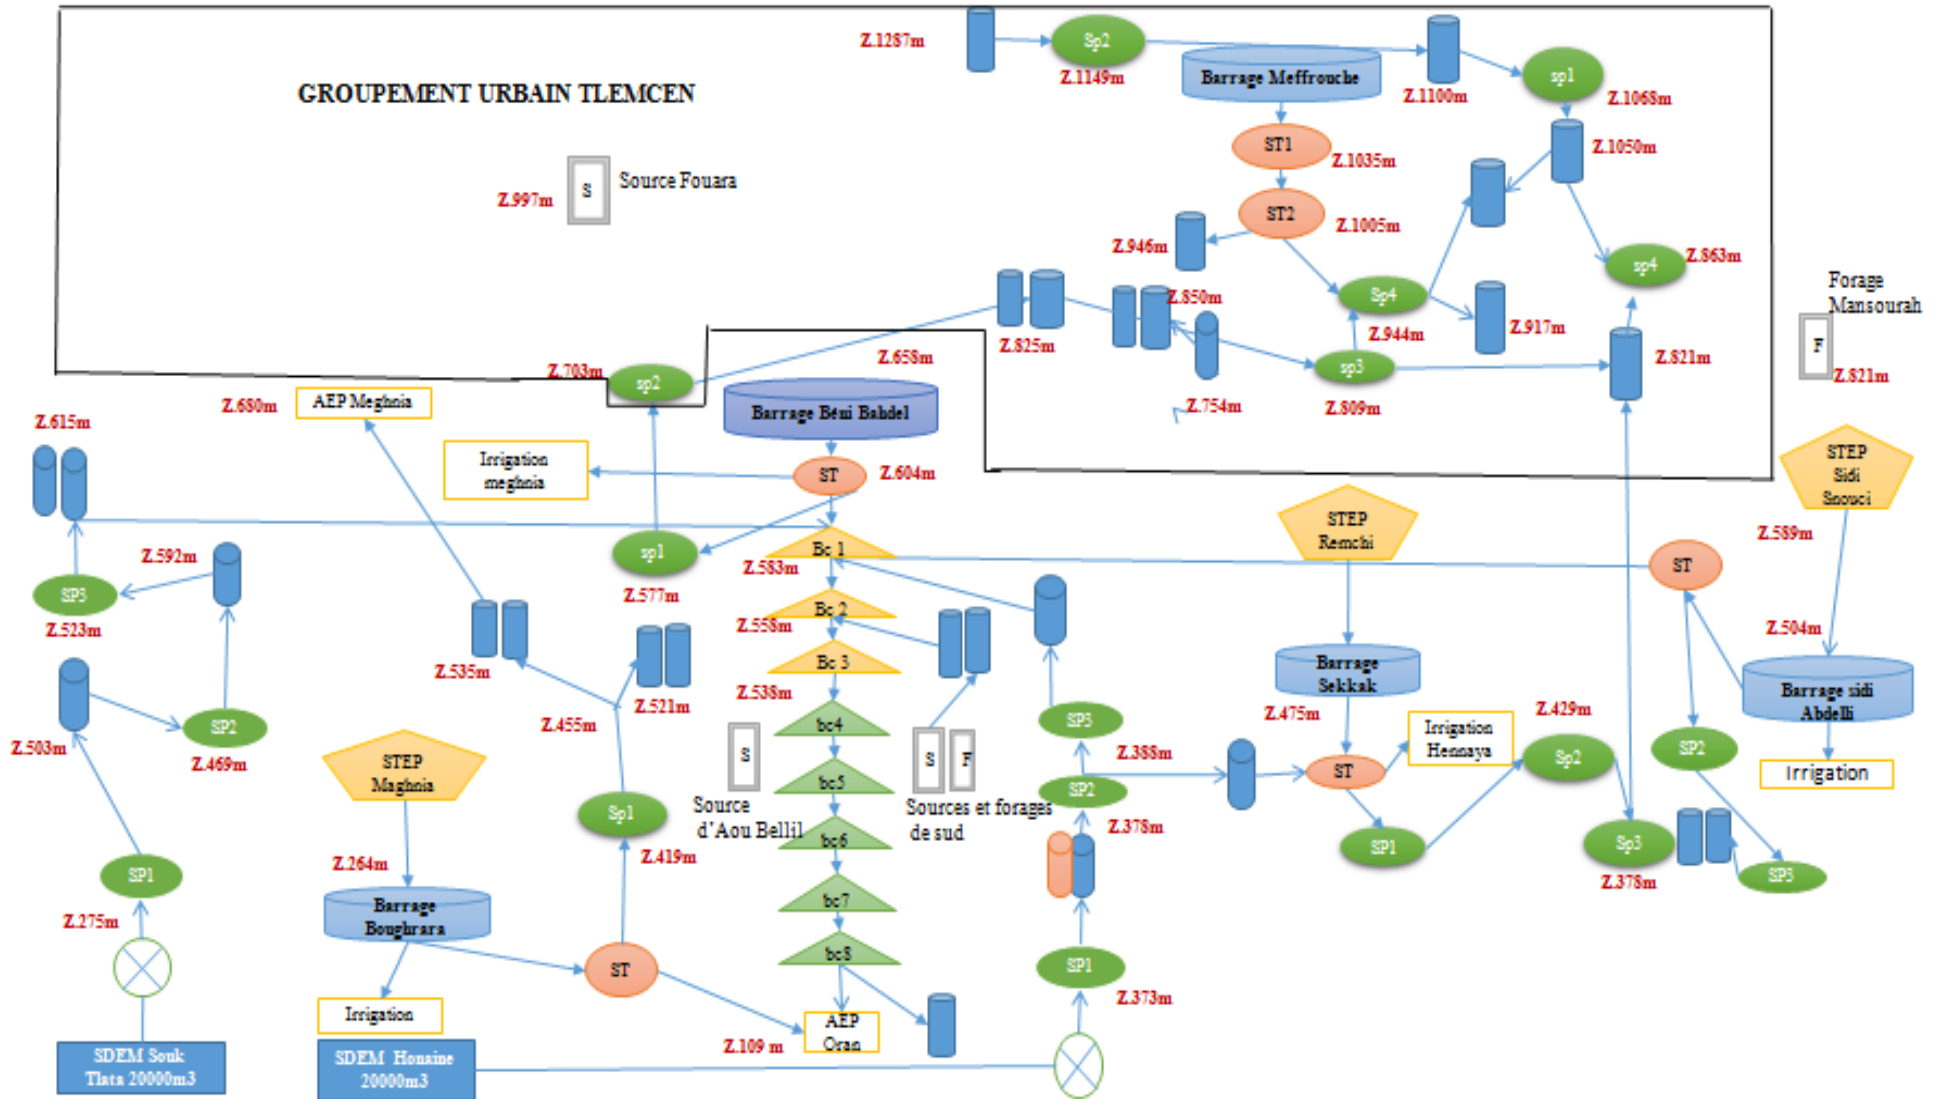 Z.1287m
Sp2
Z.1149m
Barrage Meffrouche
Z.1100m
sp1
Z.1068m
GROUPEMENT URBAIN TLEMCEN
ST1
Z.1035m
Z.1050m
S
Source Fouara
Z.997m
ST2
Z.1005m
Z.946m
sp4
Z.863m
Forage
Mansourah
F
Z.821m
Z.850m
Sp4
Z.944m
Z.917m
Z.825m
Z.658m
Z.821m
sp3
Z.809m
Z.754m
Z.703m
sp2
Z.680m
AEP Meghnia
Barrage Béni Bahdel
Z.615m
Irrigation
meghnia
ST
Z.604m
STEP
Sidi
Snouci
Z.589m
STEP
Remchi
Bc 1
Z.583m
sp1
Z.577m
ST
Z.592m
SP3
Z.523m
Bc 2
Z.558m
Bc 3
Z.538m
Z.535m
Z.521m
Z.504m
Barrage
Sekkak
Z.475m
Barrage sidi
Abdelli
Z.503m
SP2
Z.469m
Z.455m
bc4
S
S
F
SP3
Z.388m
Irrigation
Hennaya
Z.429m
Sp2
SP2
Irrigation
STEP
Maghnia
bc5
ST
SP2
Sp1
Z.419m
Source
d'Aou Bellil
Sources et forages
de sud
Z.378m
bc6
SP1
Sp3
Z.378m
SP3
SP1
Z.275m
Z.264m
Barrage
Boughrara
bc7
ST
bc8
SP1
Z.373m
Irrigation
AEP
Oran
Z.109 m
SDEM Souk
Tlata 20000m3
SDEM Honaine
20000m3